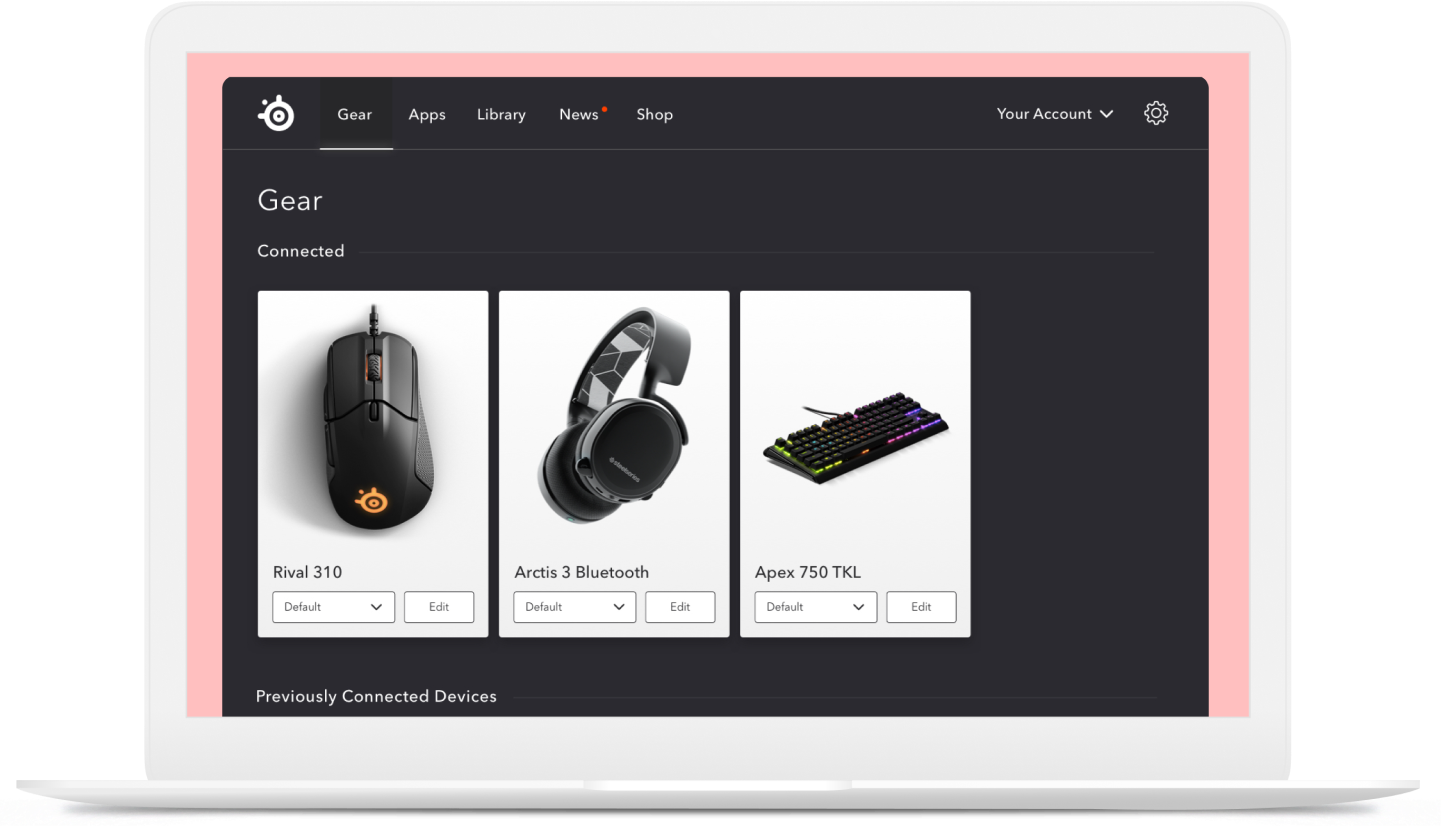 Gear Apps Library News Shop Your Account
Gear
Connected
steelseries
Rival 310 Arctis 3 Bluetooth Apex 750 TKL
Default Edit Default Edit Default Edit
Previously Connected Devices